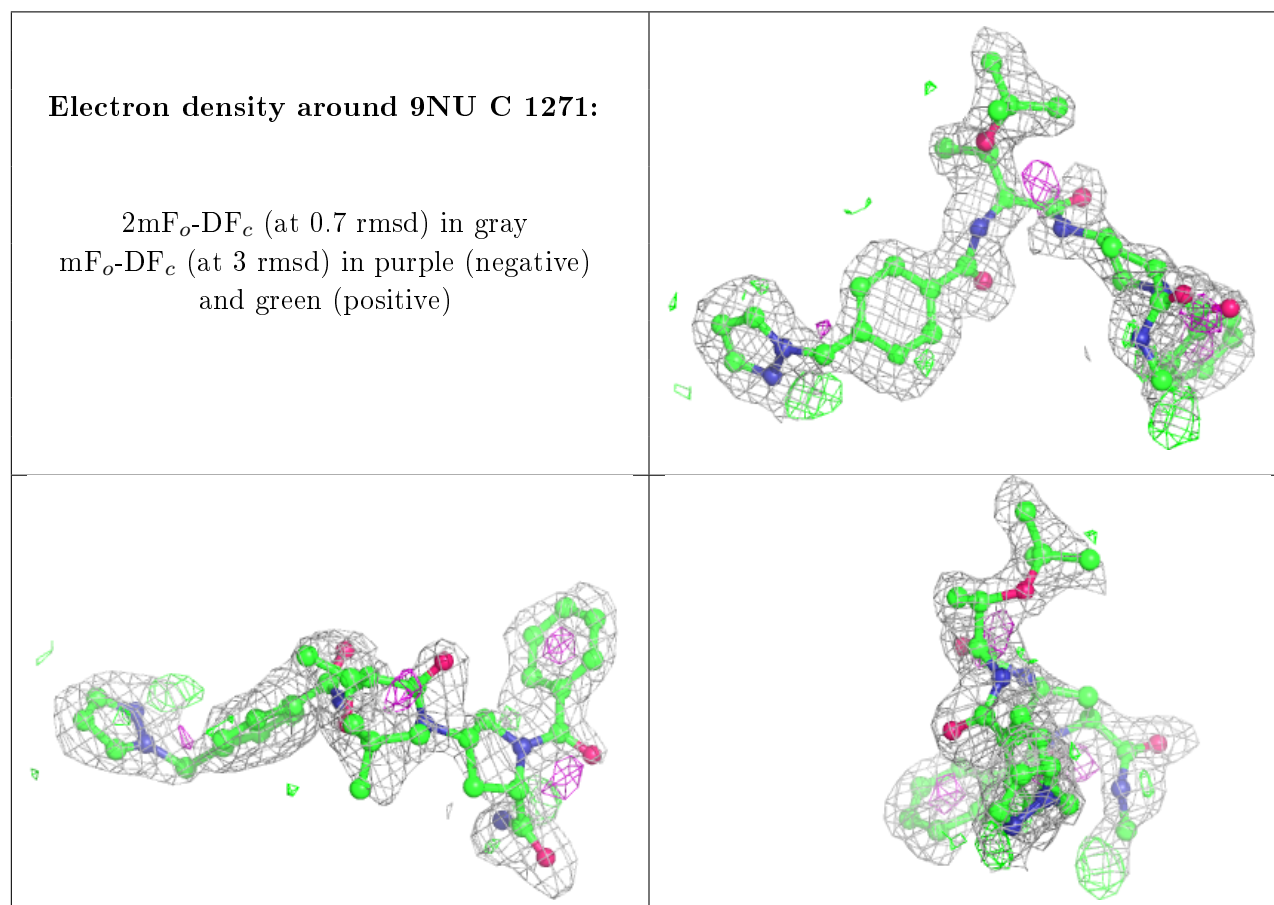 Electron density around 9NU C 1271:
2mFo-DFc (at 0.7 rmsd) in gray
mFo-DFc (at 3 rmsd) in purple (negative)
and green (positive)